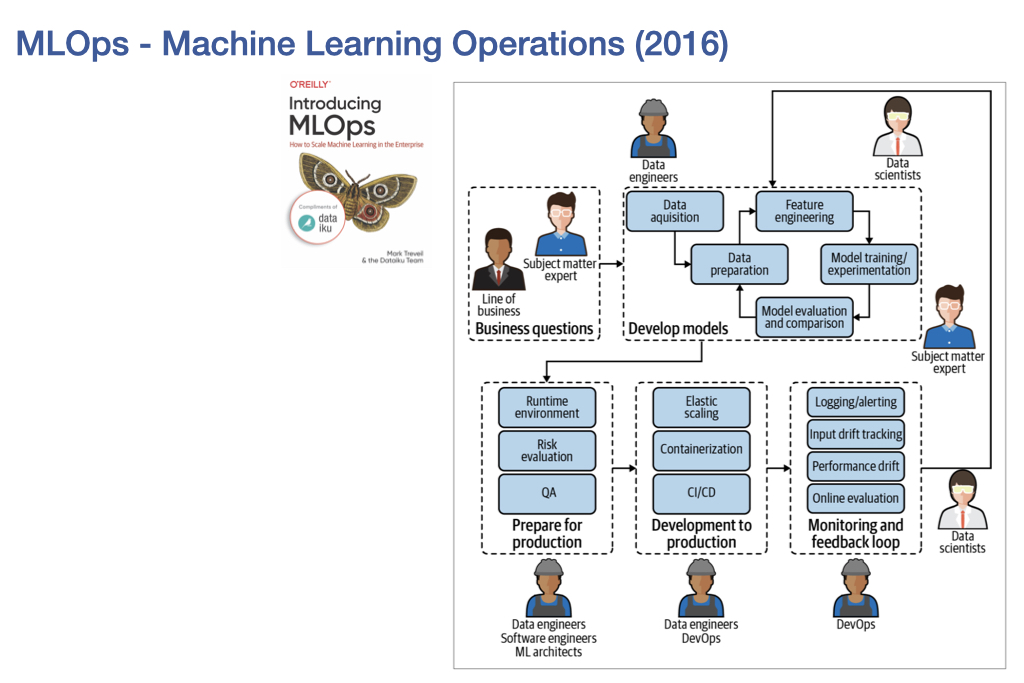 MLOps - Machine Learning Operations (2016)
O'REILLY®
Introducing
MLOps
How to Scale Machine Learning in the Enterprise
Compliments of
data
iku
Mark Treveil
& the Dataiku Team
Data
engineers
Data
scientists
Subject matter
expert
Line of
business
Business questions
Data
aquisition
Feature
engineering
Data
preparation
Model training/
experimentation
Model evaluation
and comparison
Develop models
Subject matter
expert
Runtime
environment
Risk
evaluation
QA
Prepare for
production
Elastic
scaling
Containerization
CI/CD
Development to
production
Logging/alerting
Input drift tracking
Performance drift
Online evaluation
Monitoring and
feedback loop
Data
scientists
Data engineers
Software engineers
ML architects
Data engineers
DevOps
DevOps